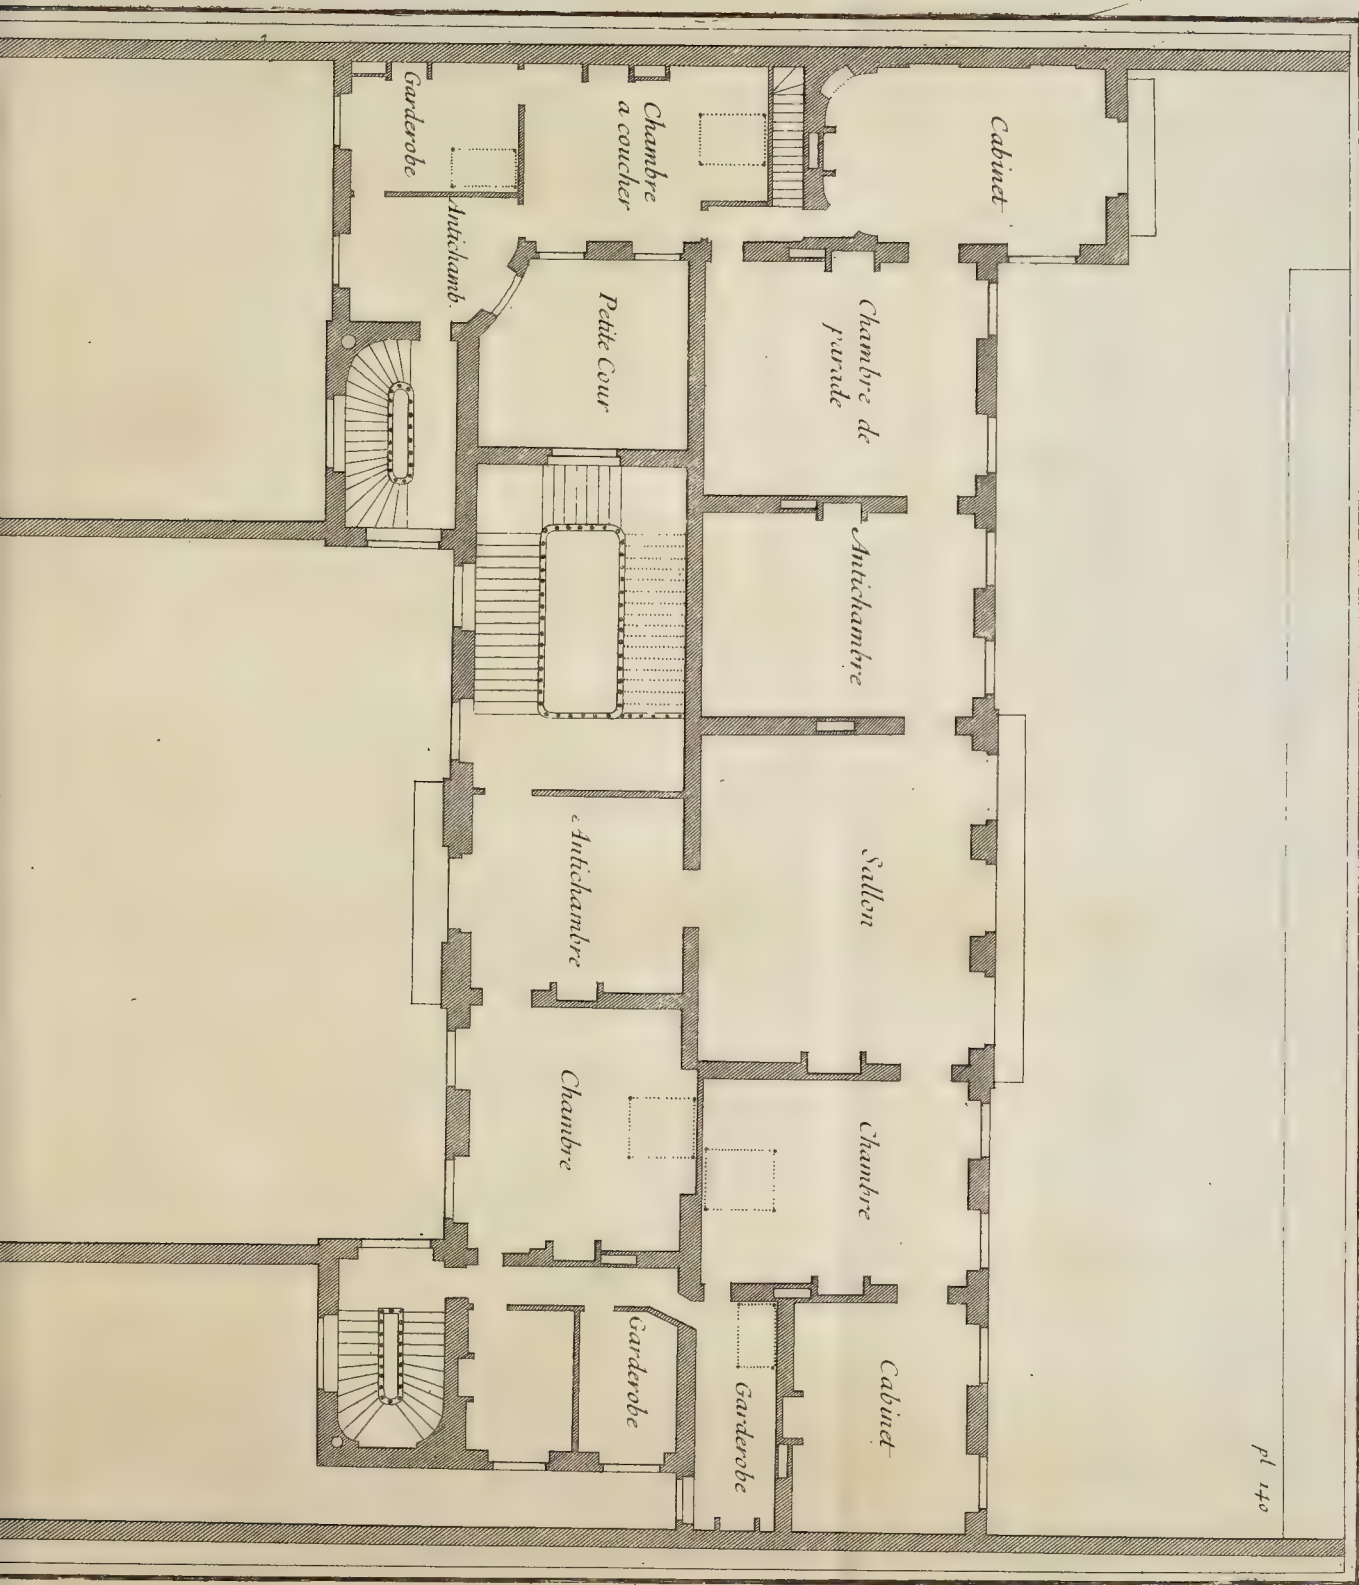 pl 140
Cabinet
Chambre de
parade
Antichambre
Sallon
Chambre
Cabinet
Chambre
a coucher
Petite Cour
Antichambre
Chambre
Garderobe
Garderobe
Garderobe
Antichamb.